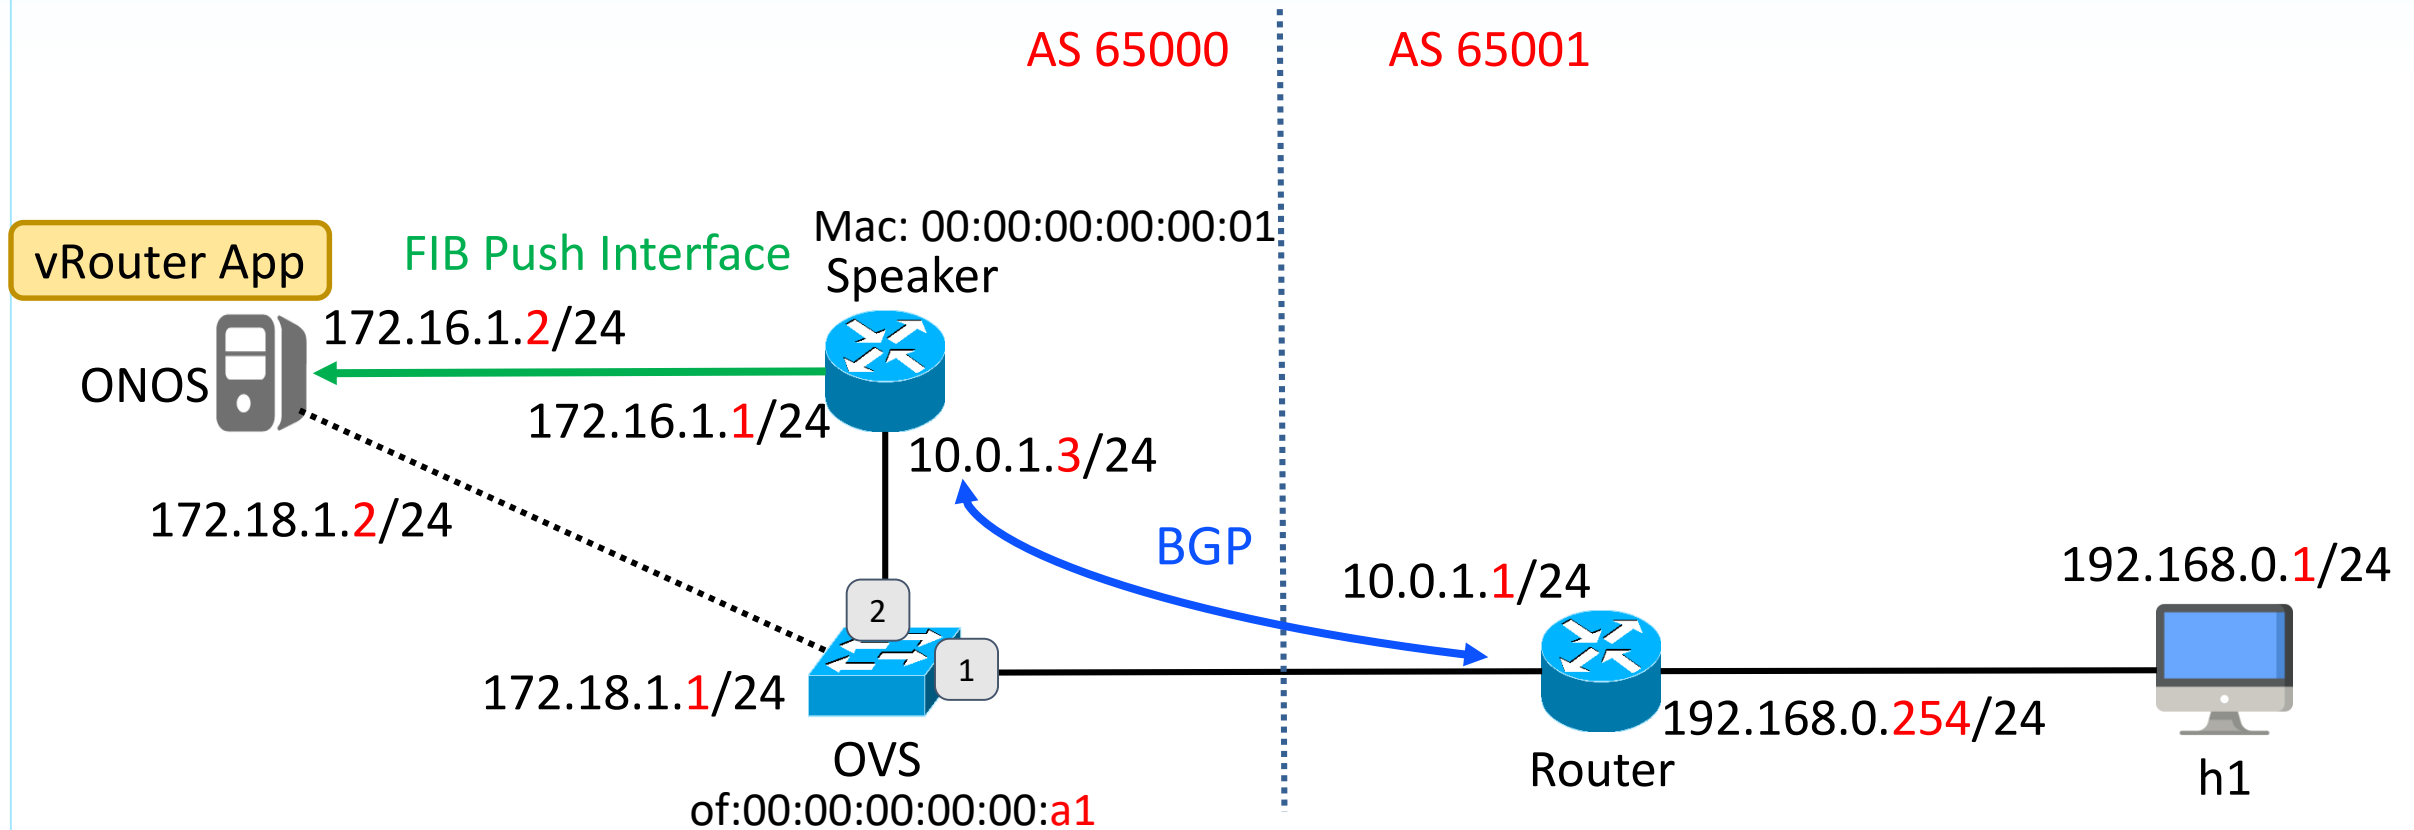 AS 65000
AS 65001
Mac: 00:00:00:00:00:01
Speaker
vRouter App
FIB Push Interface
172.16.1.2/24
ONOS
172.16.1.1/24
10.0.1.3/24
172.18.1.2/24
BGP
10.0.1.1/24
192.168.0.1/24
2
1
172.18.1.1/24
192.168.0.254/24
OVS
Router
h1
of:00:00:00:00:00:a1